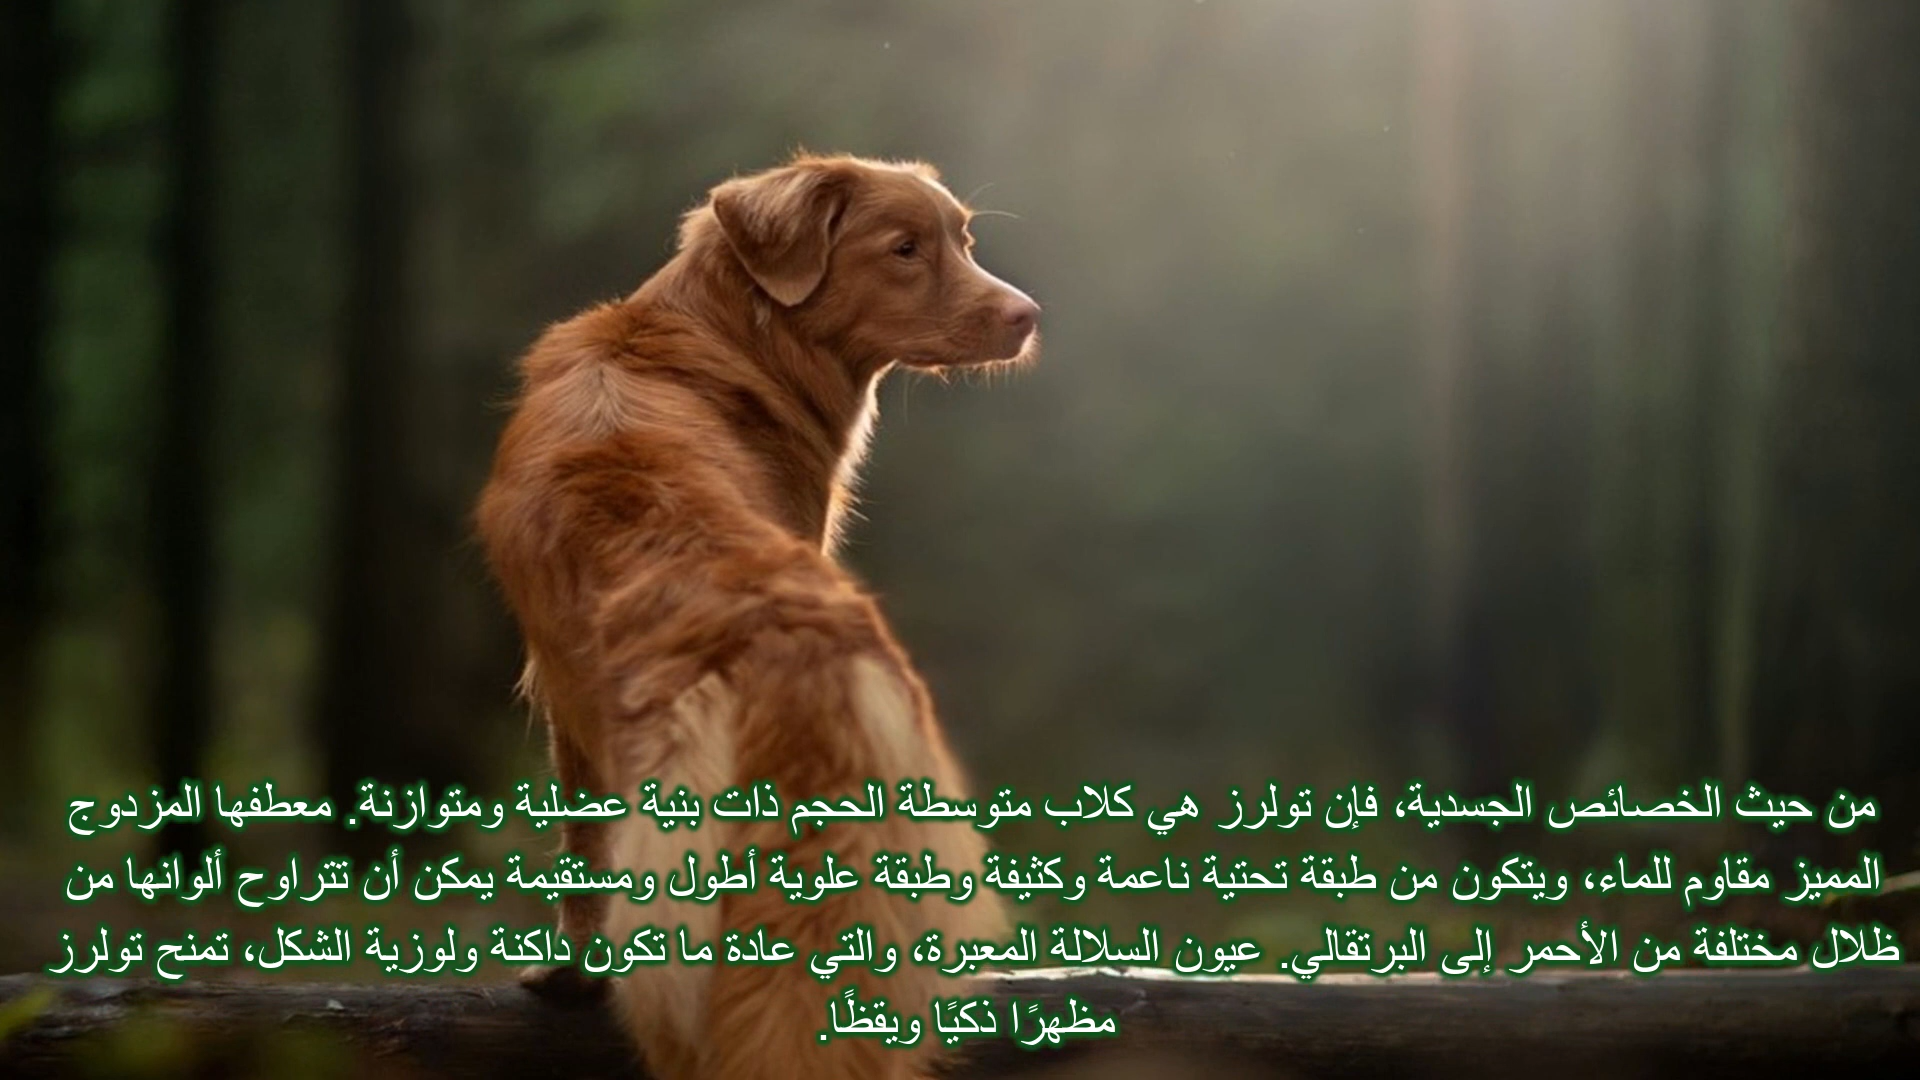 من حيث الخصائص الجسدية، فإن تولرز هي كلاب متوسطة الحجم ذات بنية عضلية ومتوازنة. معطفها المزدوج
المميز مقاوم للماء، ويتكون من طبقة تحتية ناعمة وكثيفة وطبقة علوية أطول ومستقيمة يمكن أن تتراوح ألوانها من
ظلال مختلفة من الأحمر إلى البرتقالي. عيون السلالة المعبرة، والتي عادة ما تكون داكنة ولوزية الشكل، تمنح تولرز
مظهرًا ذكيًا ويقظًا.